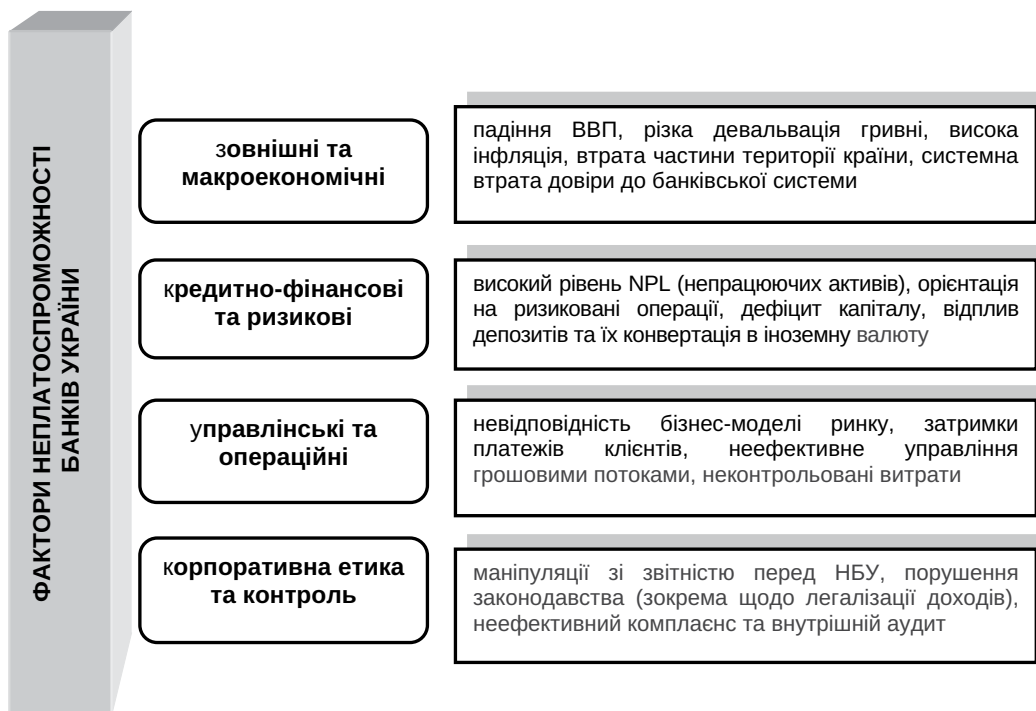 ФАКТОРИ НЕПЛАТОСПРОМОЖНОСТІ
БАНКІВ УКРАЇНИ
зовнішні та
макроекономічні
падіння ВВП, різка девальвація гривні, висока
інфляція, втрата частини території країни, системна
втрата довіри до банківської системи
кредитно-фінансові
та ризикові
високий рівень NPL (непрацюючих активів), орієнтація
на ризиковані операції, дефіцит капіталу, відплив
депозитів та їх конвертація в іноземну валюту
управлінські та
операційні
невідповідність бізнес-моделі ринку, затримки
платежів клієнтів, неефективне управління
грошовими потоками, неконтрольовані витрати
корпоративна етика
та контроль
маніпуляції зі звітністю перед НБУ, порушення
законодавства (зокрема щодо легалізації доходів),
неефективний комплаєнс та внутрішній аудит